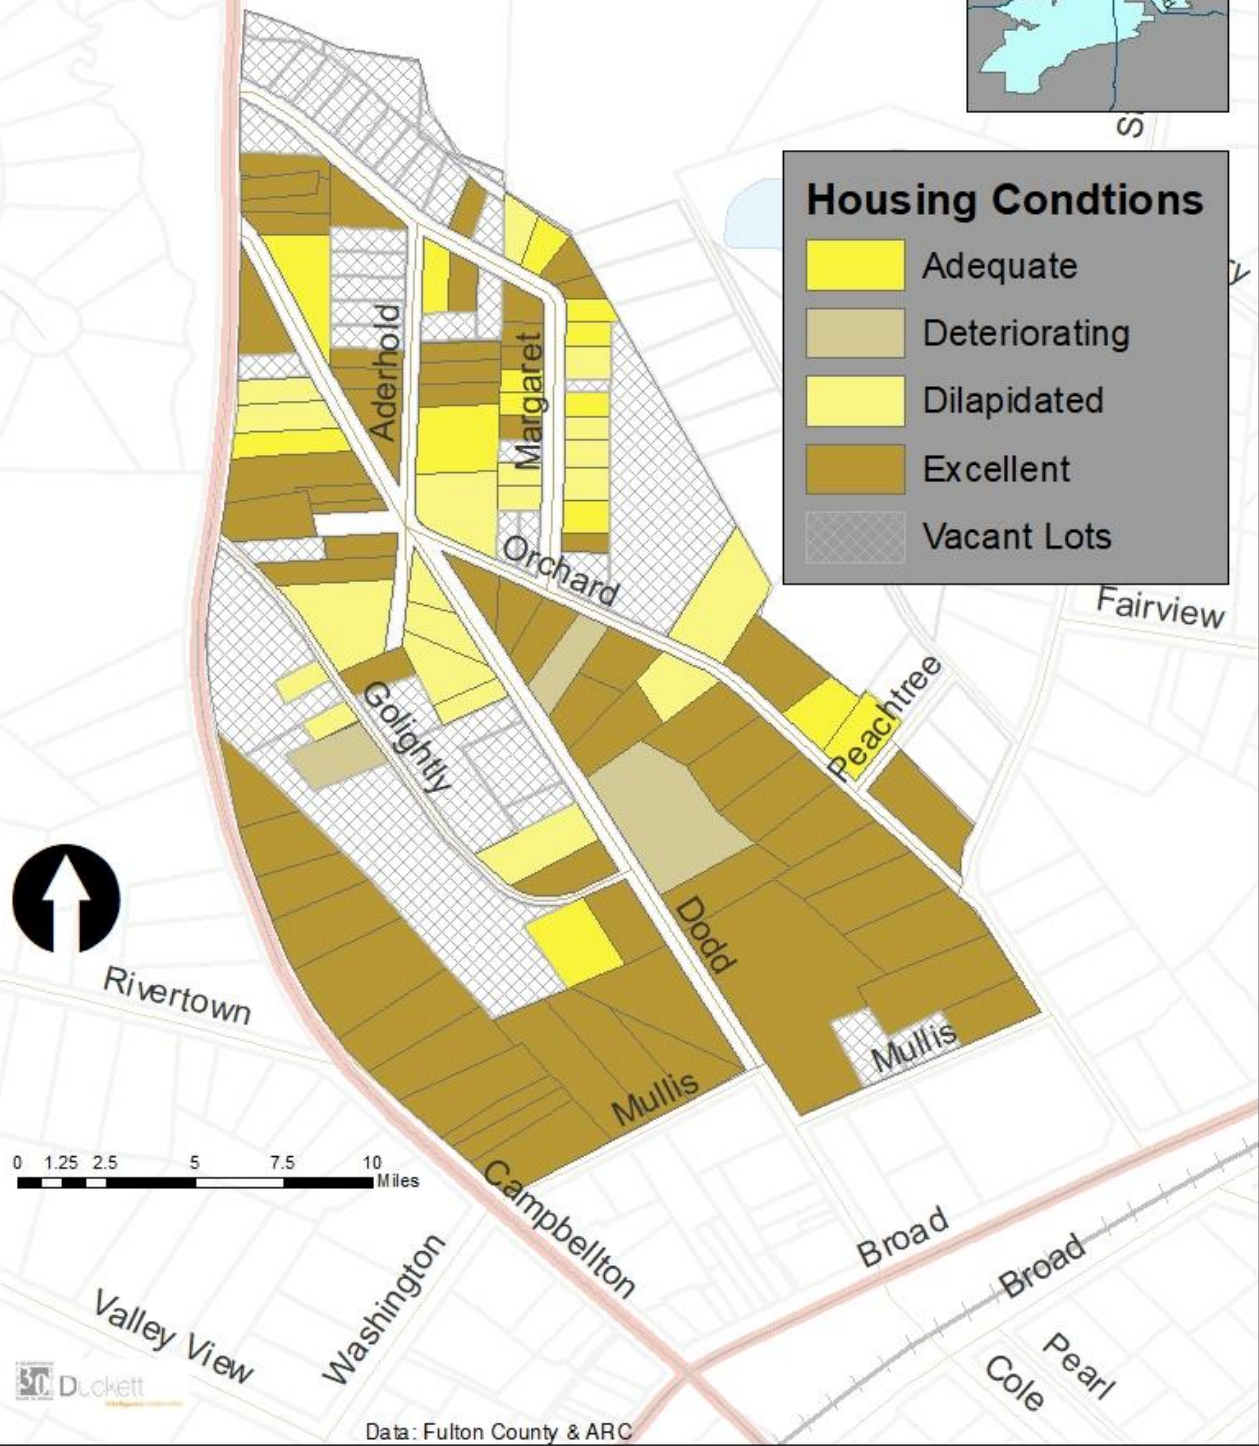 Housing Condtions
Adequate
Deteriorating
Dilapidated
Excellent
Vacant Lots
Aderhold
Margaret
Orchard
Fairview
Peachtree
Golightly
Dodd
Rivertown
Mullis
Mullis
0 1.25 2.5 5 7.5 10
Miles
Campbellton
Broad
Broad
Washington
Valley View
Pearl
Cole
30 Duckett
Data: Fulton County & ARC